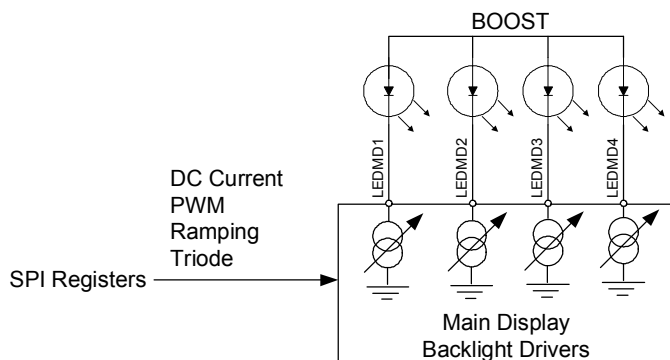 BOOST
LEDMD1
LEDMD2
LEDMD3
LEDMD4
DC Current
PWM
Ramping
Triode
SPI Registers
Main Display
Backlight Drivers